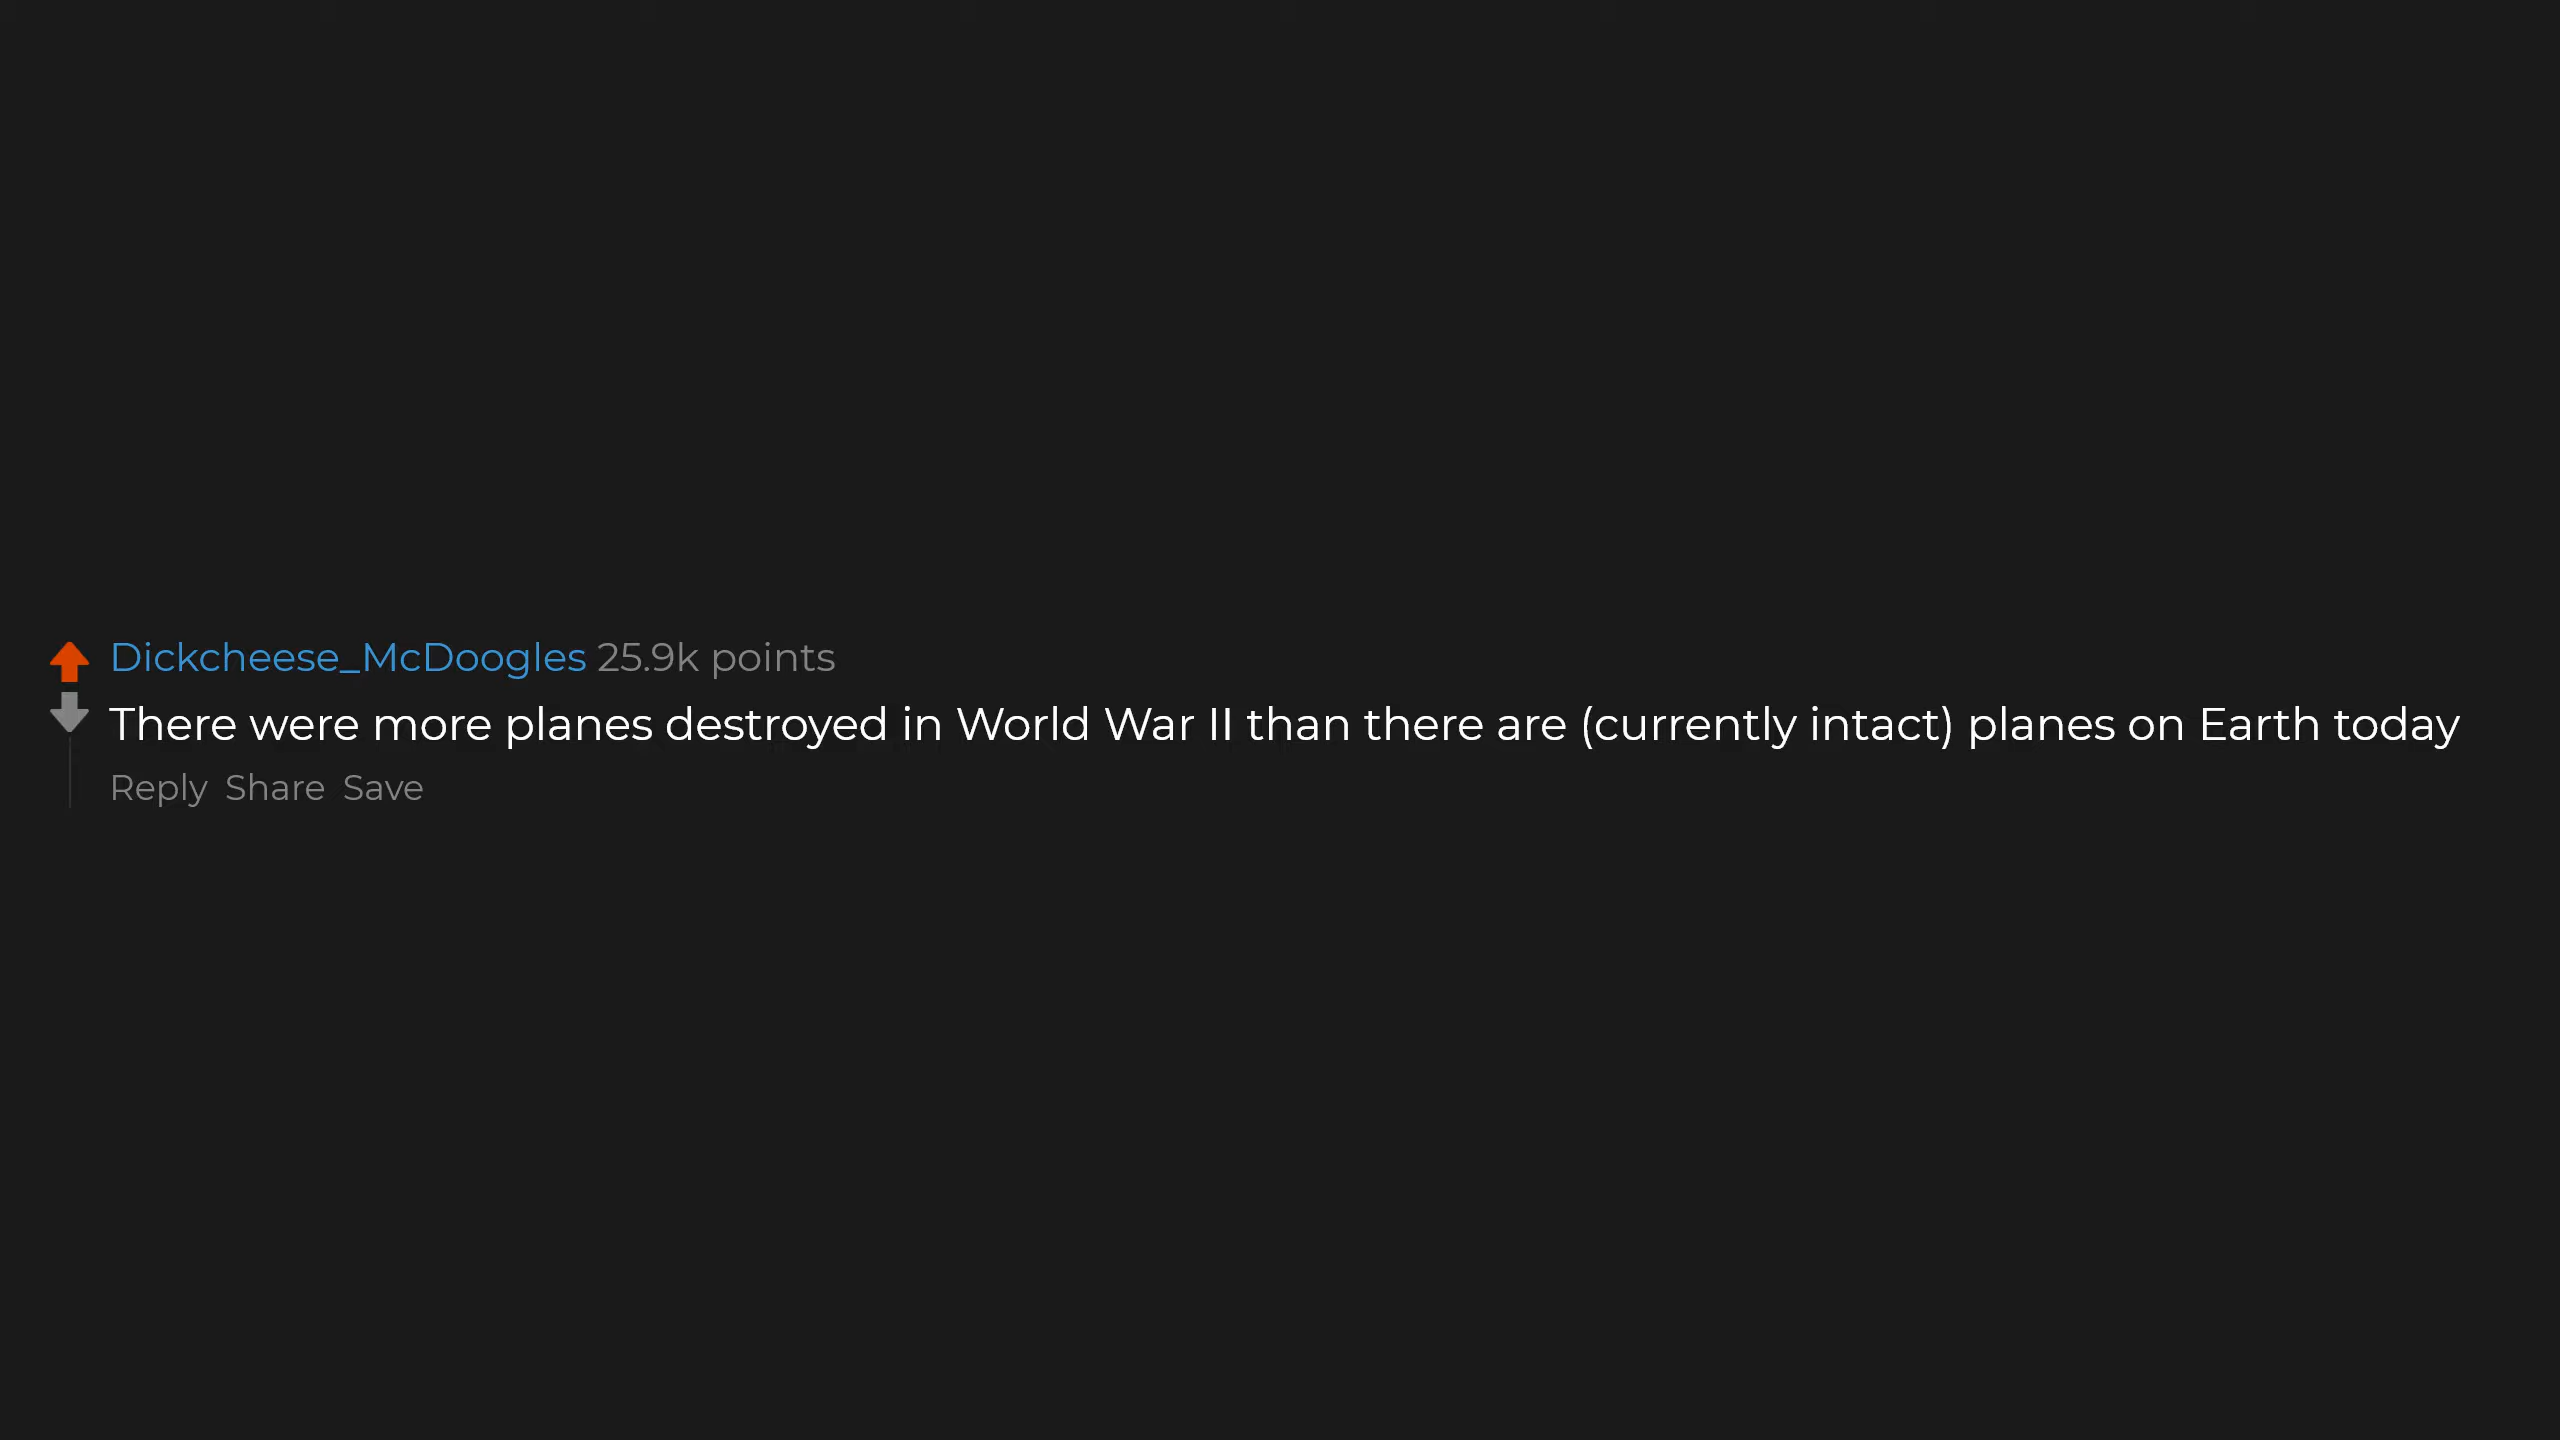 Dickcheese_McDoogles 25.9k points
There were more planes destroyed in World War II than there are (currently intact) planes on Earth today
Reply Share Save